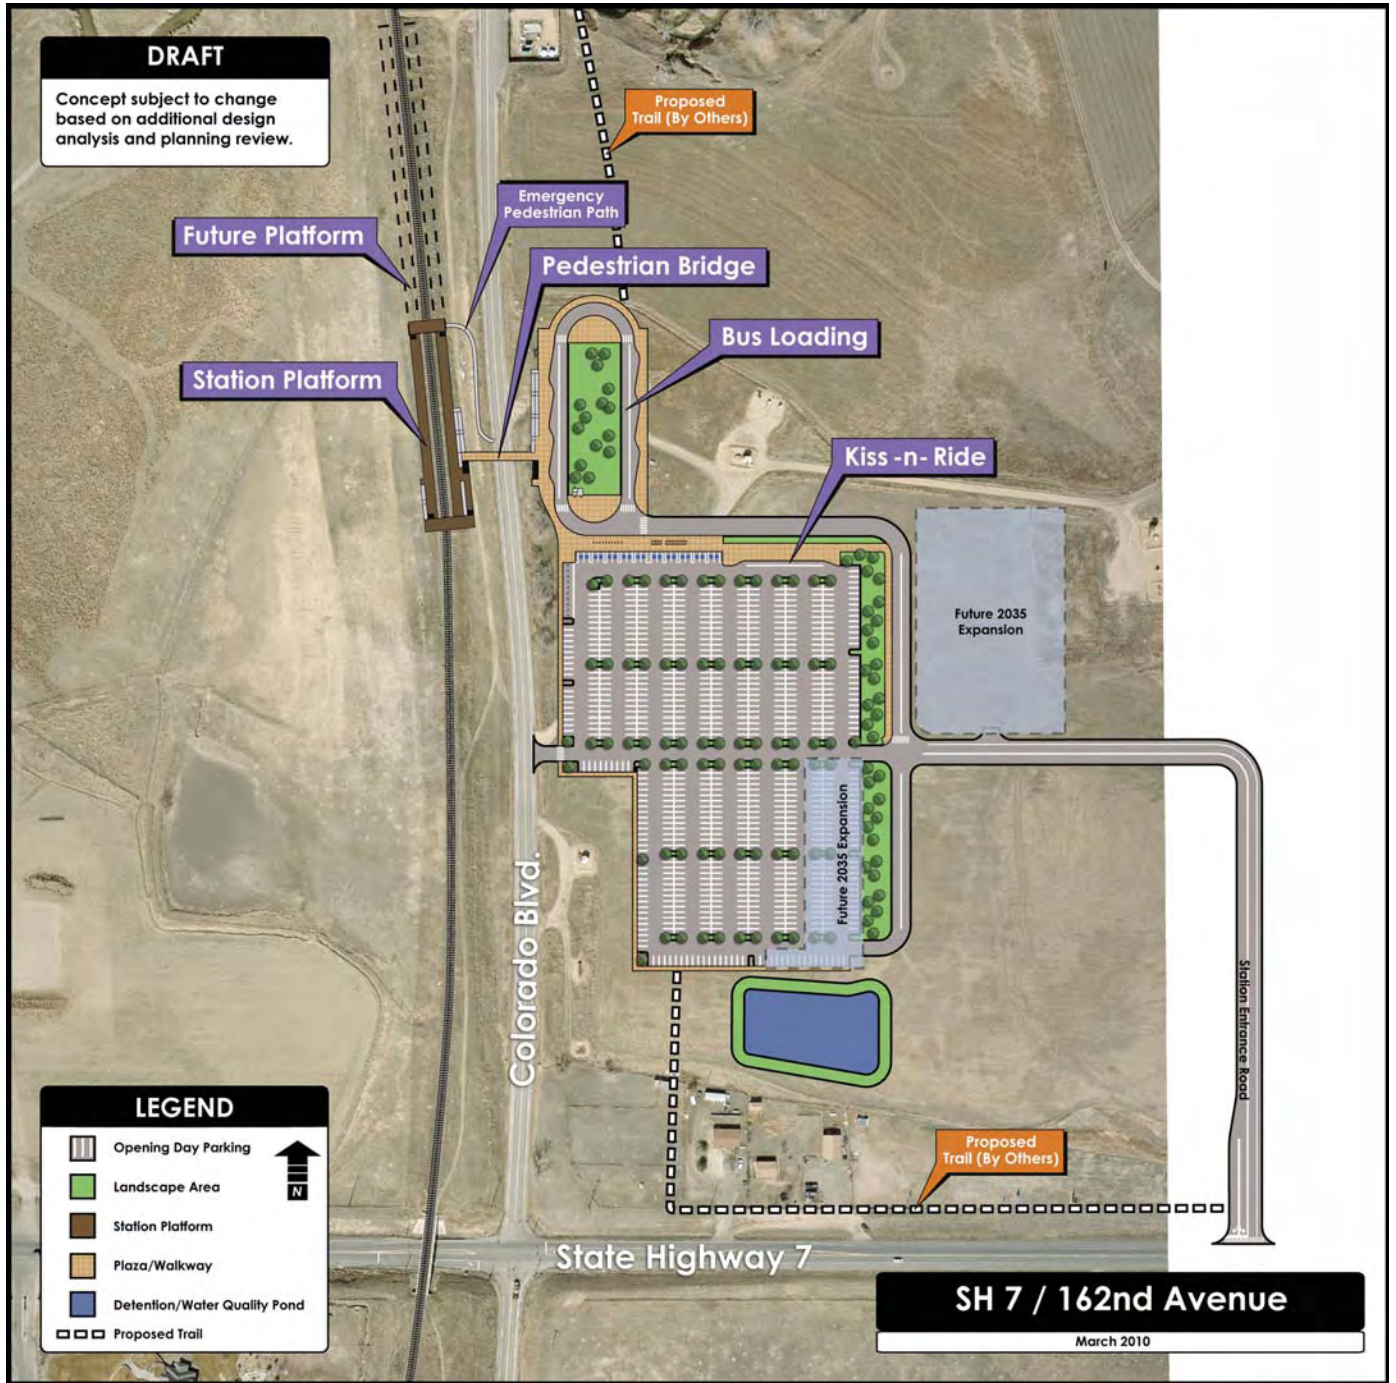 DRAFT
Concept subject to change
based on additional design
analysis and planning review.
Proposed
Trail (By Others)
Emergency
Pedestrian Path
Future Platform
Pedestrian Bridge
Bus Loading
Station Platform
Kiss -n- Ride
Future 2035
Expansion
Future 2035 Expansion
Colorado Blvd.
Station Entrance Road
LEGEND
Opening Day Parking
Landscape Area
Station Platform
Plaza/Walkway
Detention/Water Quality Pond
Proposed Trail
N
Proposed
Trail (By Others)
State Highway 7
SH 7 / 162nd Avenue
March 2010